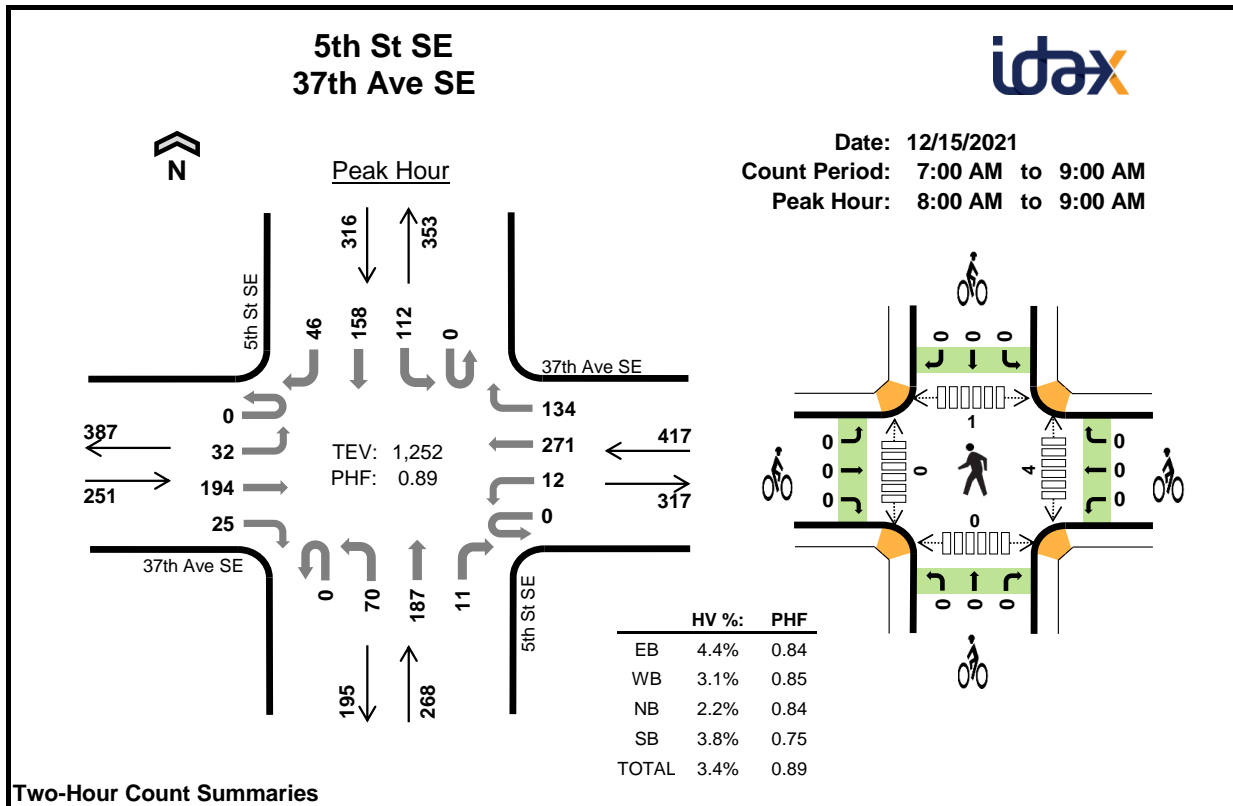 5th St SE
37th Ave SE
idax
N
Peak Hour
Date: 12/15/2021
Count Period: 7:00 AM to 9:00 AM
Peak Hour: 8:00 AM to 9:00 AM
316
353
5th St SE
46
158
112
0
37th Ave SE
0
134
387
32
TEV: 1,252
271
417
251
194
PHF: 0.89
12
317
25
0
37th Ave SE
0
70
187
11
5th St SE
195
268
0 0 0
1
0
0
0
0
4
0
0
0
0
0 0 0
HV %: PHF
EB 4.4% 0.84
WB 3.1% 0.85
NB 2.2% 0.84
SB 3.8% 0.75
TOTAL 3.4% 0.89
Two-Hour Count Summaries